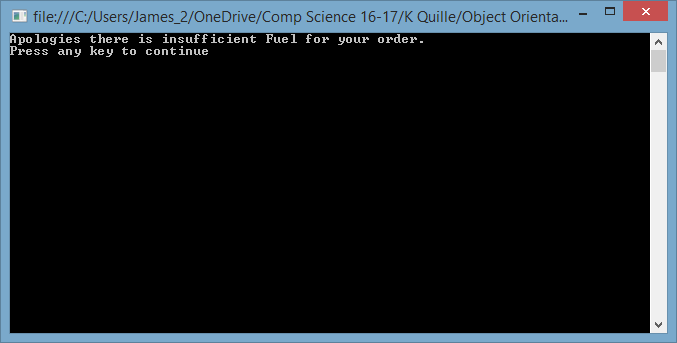 file:///C:/Users/James_2/OneDrive/Comp Science 16-17/K Quille/Object Orienta...
Apologies there is insufficient Fuel for your order.
Press any key to continue